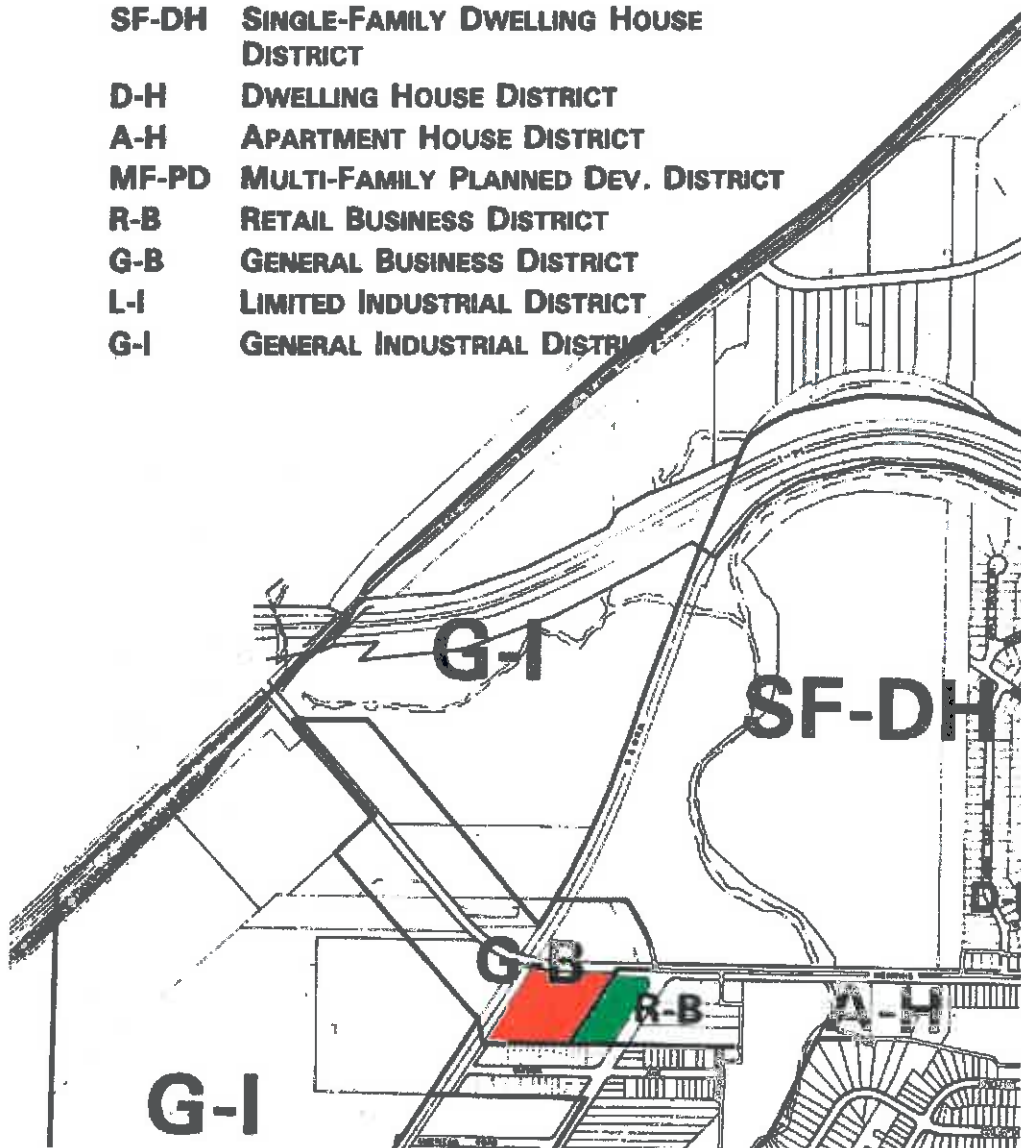 SF-DH SINGLE-FAMILY DWELLING HOUSE
DISTRICT
D-H DWELLING HOUSE DISTRICT
A-H APARTMENT HOUSE DISTRICT
MF-PD MULTI-FAMILY PLANNED DEV. DISTRICT
R-B RETAIL BUSINESS DISTRICT
G-B GENERAL BUSINESS DISTRICT
L-I LIMITED INDUSTRIAL DISTRICT
G-I GENERAL INDUSTRIAL DISTRICT
G-I
SF-DH
G-B
R-B
MEMPHIS
A-H
G-I